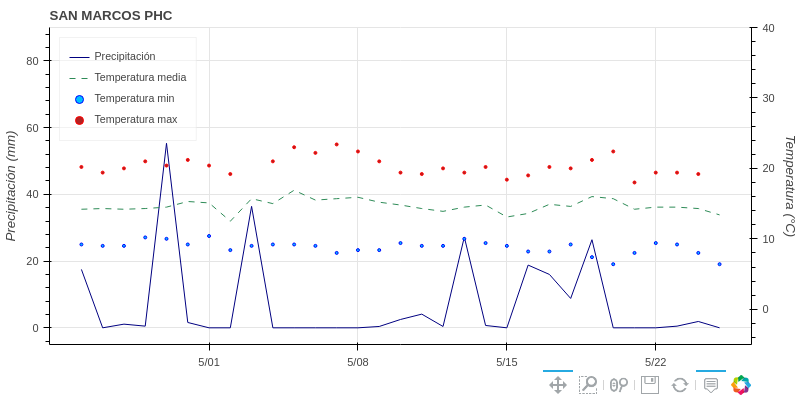 SAN MARCOS PHC
Precipitación
Temperatura media
Temperatura min
Temperatura max
Precipitación (mm)
80
60
40
20
0
Temperatura (°C)
40
30
20
10
0
5/01
5/08
5/15
5/22